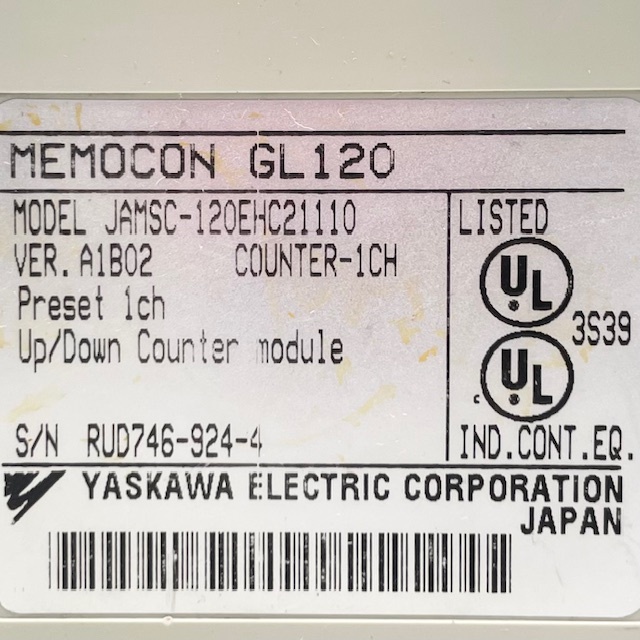 MEMOCON GL120
MODEL JAMSC-120EHC21110
VER. A1B02 COUNTER-1CH
Preset 1ch
Up/Down Counter module
S/N RUD746-924-4
LISTED
UL
3S39
c UL
IND.CONT.EQ.
YASKAWA ELECTRIC CORPORATION
JAPAN